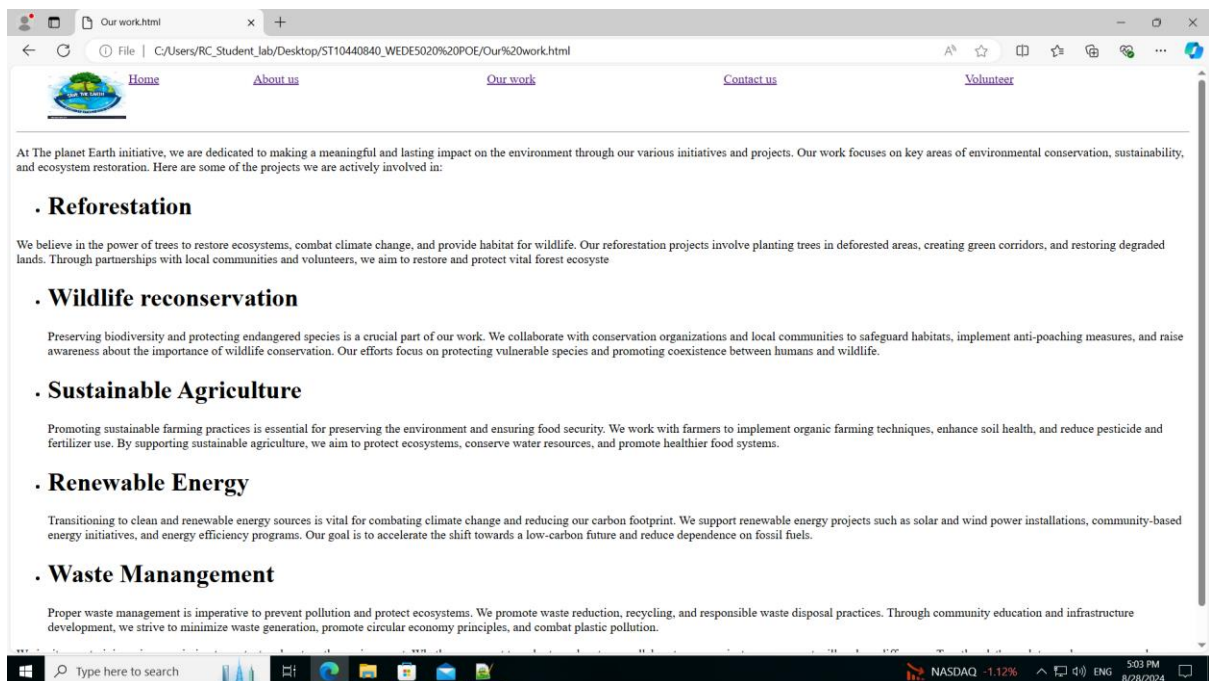 Our work.html
File | C:/Users/RC_Student_lab/Desktop/ST10440840_WEDE5020%20POE/Our%20work.html
Home About us Our work Contact us Volunteer
At The planet Earth initiative, we are dedicated to making a meaningful and lasting impact on the environment through our various initiatives and projects. Our work focuses on key areas of environmental conservation, sustainability,
and ecosystem restoration. Here are some of the projects we are actively involved in:
• Reforestation
We believe in the power of trees to restore ecosystems, combat climate change, and provide habitat for wildlife. Our reforestation projects involve planting trees in deforested areas, creating green corridors, and restoring degraded
lands. Through partnerships with local communities and volunteers, we aim to restore and protect vital forest ecosyste
• Wildlife reconservation
Preserving biodiversity and protecting endangered species is a crucial part of our work. We collaborate with conservation organizations and local communities to safeguard habitats, implement anti-poaching measures, and raise
awareness about the importance of wildlife conservation. Our efforts focus on protecting vulnerable species and promoting coexistence between humans and wildlife.
• Sustainable Agriculture
Promoting sustainable farming practices is essential for preserving the environment and ensuring food security. We work with farmers to implement organic farming techniques, enhance soil health, and reduce pesticide and
fertilizer use. By supporting sustainable agriculture, we aim to protect ecosystems, conserve water resources, and promote healthier food systems.
• Renewable Energy
Transitioning to clean and renewable energy sources is vital for combating climate change and reducing our carbon footprint. We support renewable energy projects such as solar and wind power installations, community-based
energy initiatives, and energy efficiency programs. Our goal is to accelerate the shift towards a low-carbon future and reduce dependence on fossil fuels.
• Waste Manangement
Proper waste management is imperative to prevent pollution and protect ecosystems. We promote waste reduction, recycling, and responsible waste disposal practices. Through community education and infrastructure
development, we strive to minimize waste generation, promote circular economy principles, and combat plastic pollution.
Type here to search NASDAQ -1.12% ENG 5:03 PM
8/28/2024